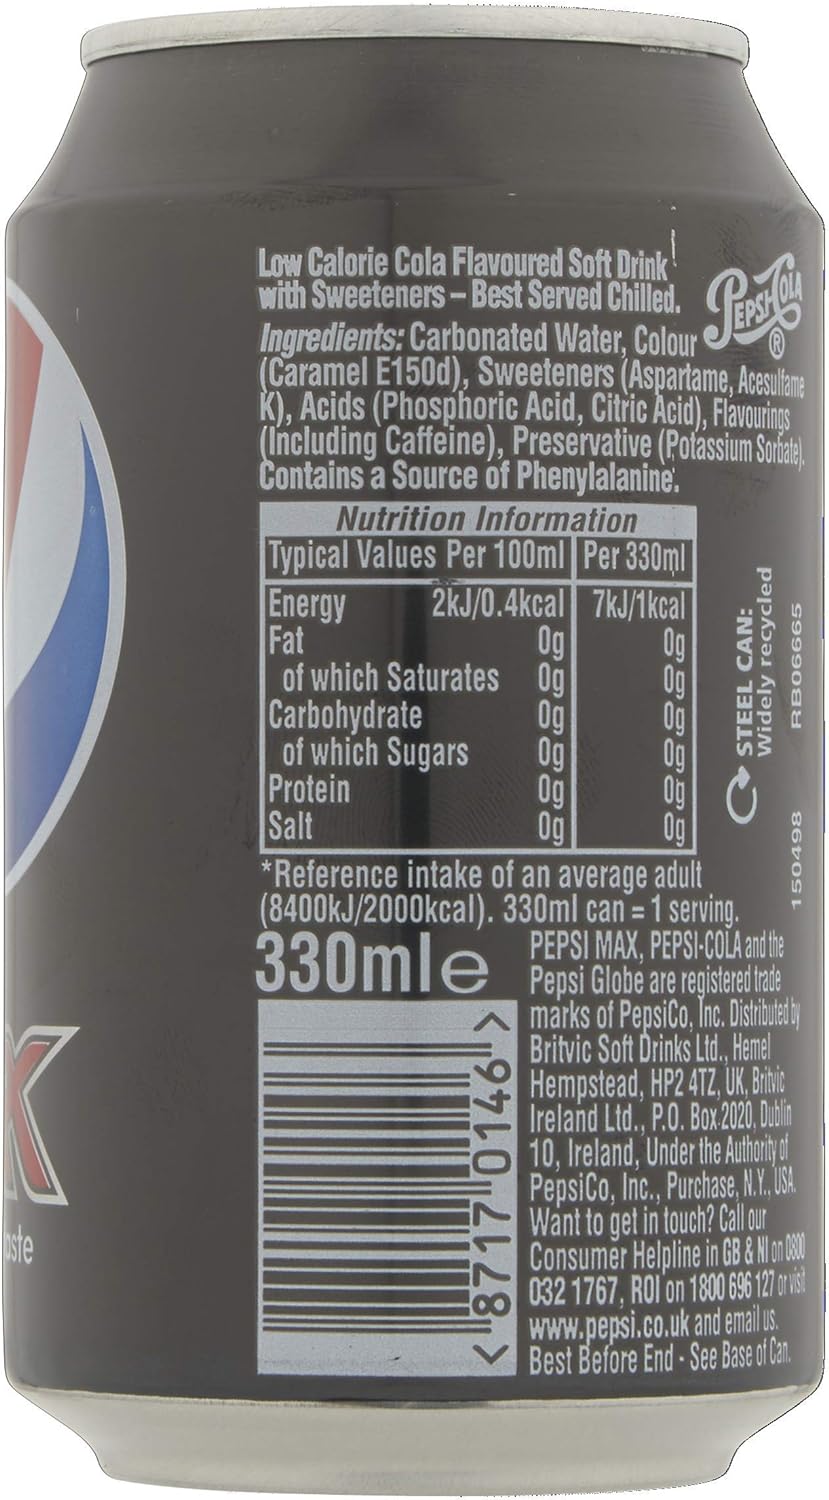 Low Calorie Cola Flavoured Soft Drink
with Sweeteners – Best Served Chilled.
PEPSI-COLA
®
Ingredients: Carbonated Water, Colour
(Caramel E150d), Sweeteners (Aspartame, Acesulfame
K), Acids (Phosphoric Acid, Citric Acid), Flavourings
(Including Caffeine), Preservative (Potassium Sorbate).
Contains a Source of Phenylalanine.
Nutrition Information
Typical Values Per 100ml Per 330ml
Energy 2kJ/0.4kcal 7kJ/1kcal
Fat 0g 0g
of which Saturates 0g 0g
Carbohydrate 0g 0g
of which Sugars 0g 0g
Protein 0g 0g
Salt 0g 0g
STEEL CAN:
Widely recycled
150498 RB06665
*Reference intake of an average adult
(8400kJ/2000kcal). 330ml can = 1 serving.
330ml e
PEPSI MAX, PEPSI-COLA and the
Pepsi Globe are registered trade
marks of PepsiCo, Inc. Distributed by
Britvic Soft Drinks Ltd., Hemel
Hempstead, HP2 4TZ, UK, Britvic
Ireland Ltd., P.O. Box 2020, Dublin
10, Ireland, Under the Authority of
PepsiCo, Inc., Purchase, N.Y., USA.
Want to get in touch? Call our
Consumer Helpline in GB & NI on 0800
032 1767, ROI on 1800 696 127 or visit
www.pepsi.co.uk and email us.
Best Before End - See Base of Can.
<8717 0146>
X
aste